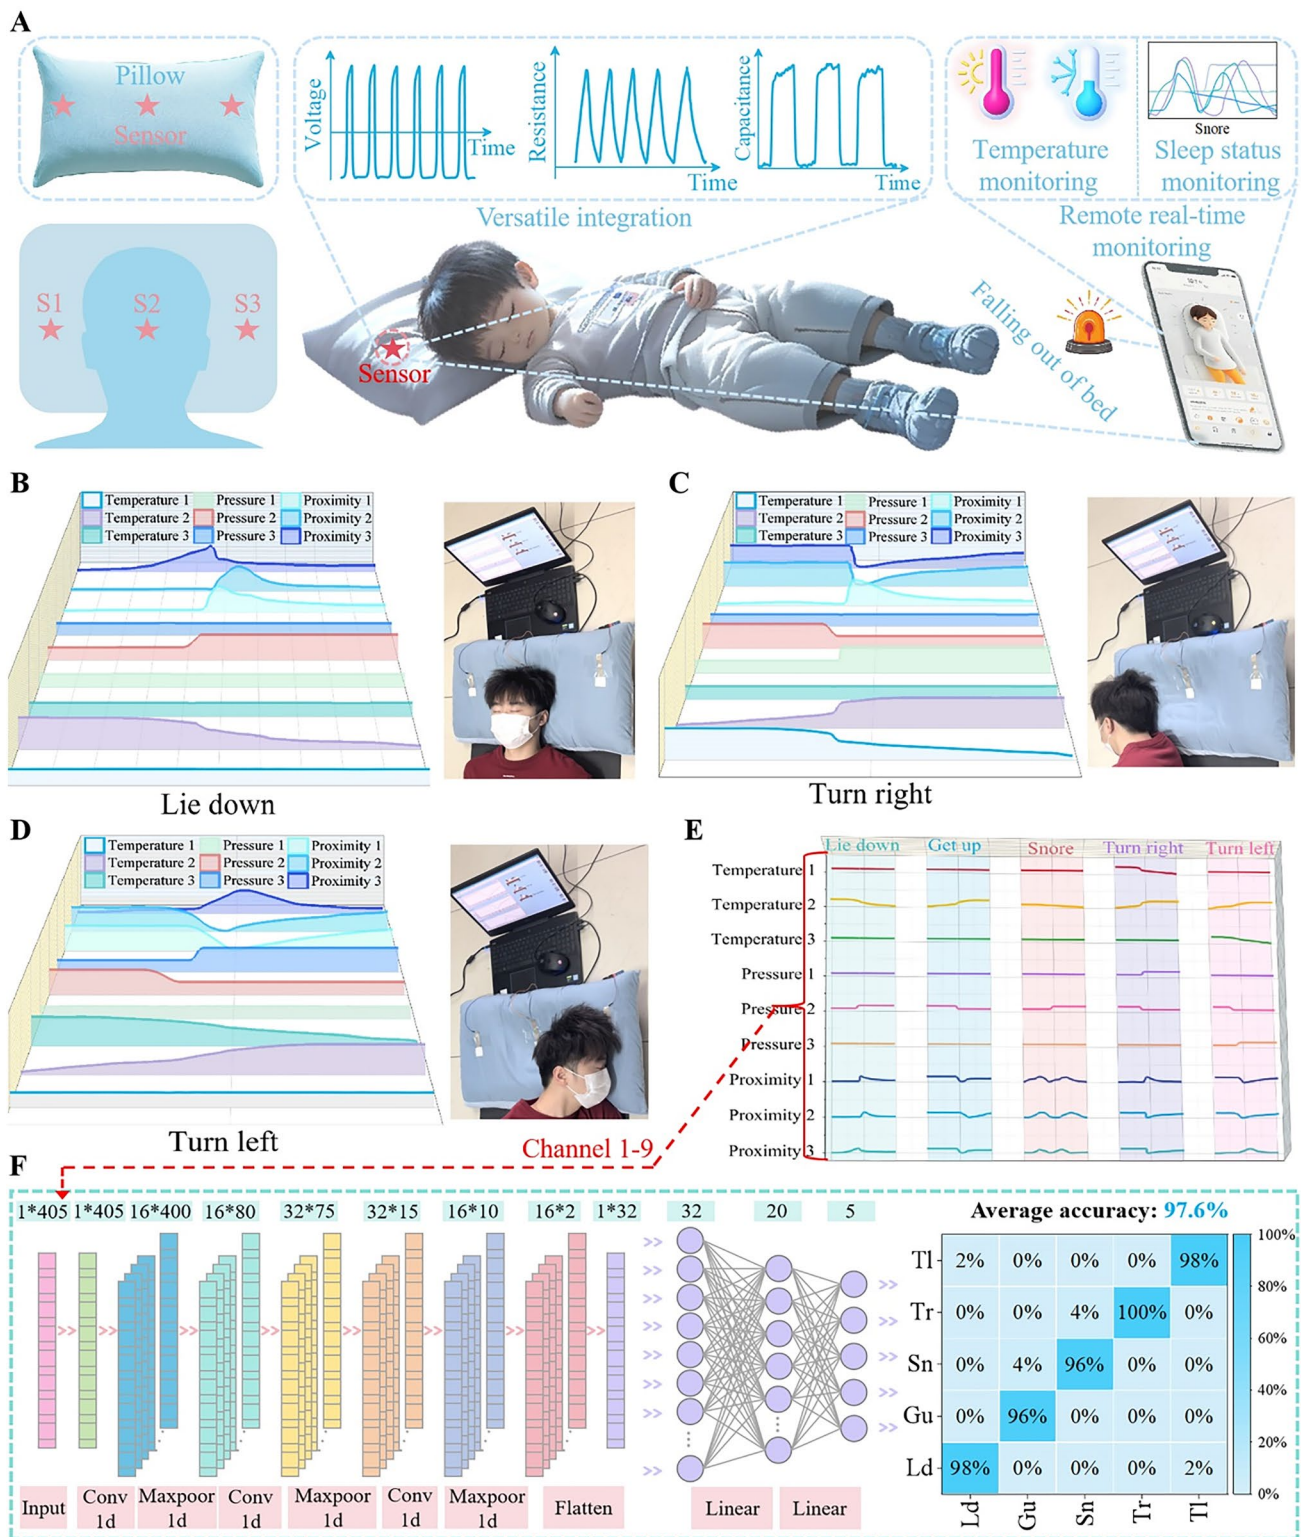 A
Pillow
Sensor
Voltage
Time
Resistance
Time
Capacitance
Time
Versatile integration
Temperature
monitoring
Snore
Sleep status
monitoring
Remote real-time
monitoring
S1
S2
S3
Sensor
Falling out of bed
B
Temperature 1
Pressure 1
Proximity 1
Temperature 2
Pressure 2
Proximity 2
Temperature 3
Pressure 3
Proximity 3
Lie down
C
Temperature 1
Pressure 1
Proximity 1
Temperature 2
Pressure 2
Proximity 2
Temperature 3
Pressure 3
Proximity 3
Turn right
D
Temperature 1
Pressure 1
Proximity 1
Temperature 2
Pressure 2
Proximity 2
Temperature 3
Pressure 3
Proximity 3
Turn left
E
Lie down
Get up
Snore
Turn right
Turn left
Temperature 1
Temperature 2
Temperature 3
Pressure 1
Pressure 2
Pressure 3
Proximity 1
Proximity 2
Proximity 3
Channel 1-9
F
1*405 1*405 16*400 16*80 32*75 32*15 16*10 16*2 1*32 32 20 5
Input
Conv
1d
Maxpoor
1d
Conv
1d
Maxpoor
1d
Conv
1d
Maxpoor
1d
Flatten
Linear
Linear
Average accuracy: 97.6%
Tl 2% 0% 0% 0% 98%
Tr 0% 0% 4% 100% 0%
Sn 0% 4% 96% 0% 0%
Gu 0% 96% 0% 0% 0%
Ld 98% 0% 0% 0% 2%
Ld Gu Sn Tr Tl
100%
80%
60%
40%
20%
0%